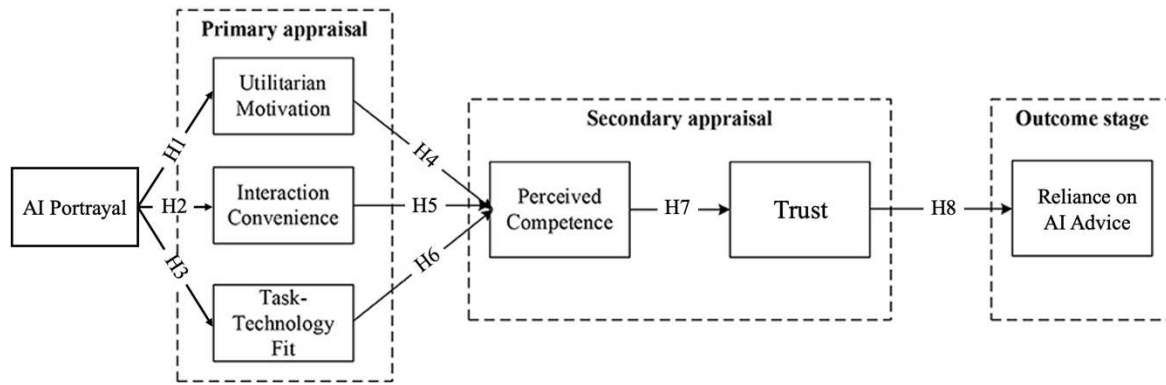 Primary appraisal
Utilitarian
Motivation
H1
H4
Secondary appraisal
Outcome stage
AI Portrayal
H2
Interaction
Convenience
H5
Perceived
Competence
H7
Trust
H8
Reliance on
AI Advice
H3
H6
Task-
Technology
Fit